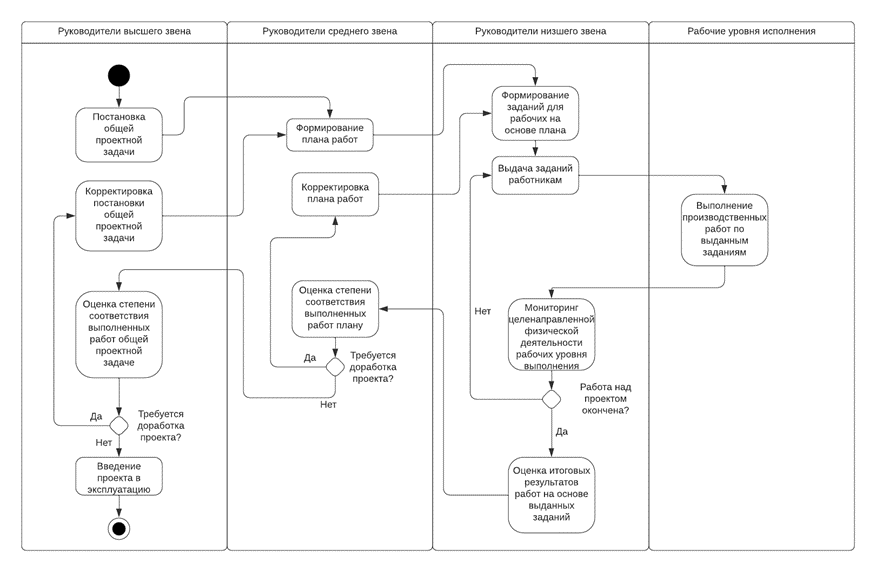 Руководители высшего звена
Руководители среднего звена
Руководители низшего звена
Рабочие уровня исполнения
Постановка
общей
проектной
задачи
Корректировка
постановки
общей
проектной
задачи
Оценка степени
соответствия
выполненных
работ общей
проектной
задаче
Да
Требуется
доработка
проекта?
Нет
Введение
проекта в
эксплуатацию
Формирование
плана работ
Корректировка
плана работ
Оценка степени
соответствия
выполненных
работ плану
Да
Требуется
доработка
проекта?
Нет
Формирование
заданий для
рабочих на
основе плана
Выдача заданий
работникам
Нет
Мониторинг
целенаправленной
физической
деятельности
рабочих уровня
выполнения
Работа над
проектом
окончена?
Да
Оценка итоговых
результатов
работ на основе
выданных
заданий
Выполнение
производственных
работ по
выданным
заданиям